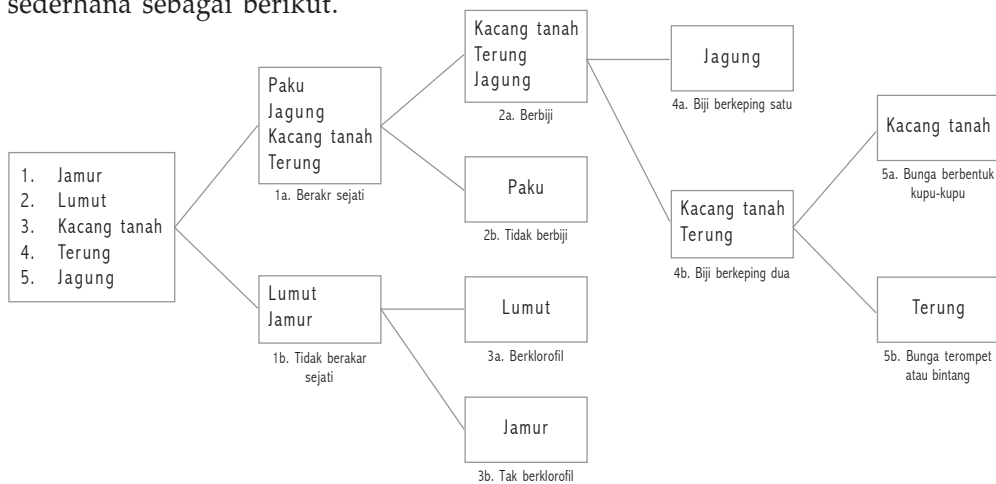 sederhana sebagai berikut.
1. Jamur
2. Lumut
3. Kacang tanah
4. Terung
5. Jagung
Paku
Jagung
Kacang tanah
Terung
1a. Berakr sejati
Lumut
Jamur
1b. Tidak berakar
sejati
Kacang tanah
Terung
Jagung
2a. Berbiji
Paku
2b. Tidak berbiji
Lumut
3a. Berklorofil
Jamur
3b. Tak berklorofil
Jagung
4a. Biji berkeping satu
Kacang tanah
Terung
4b. Biji berkeping dua
Kacang tanah
5a. Bunga berbentuk
kupu-kupu
Terung
5b. Bunga terompet
atau bintang